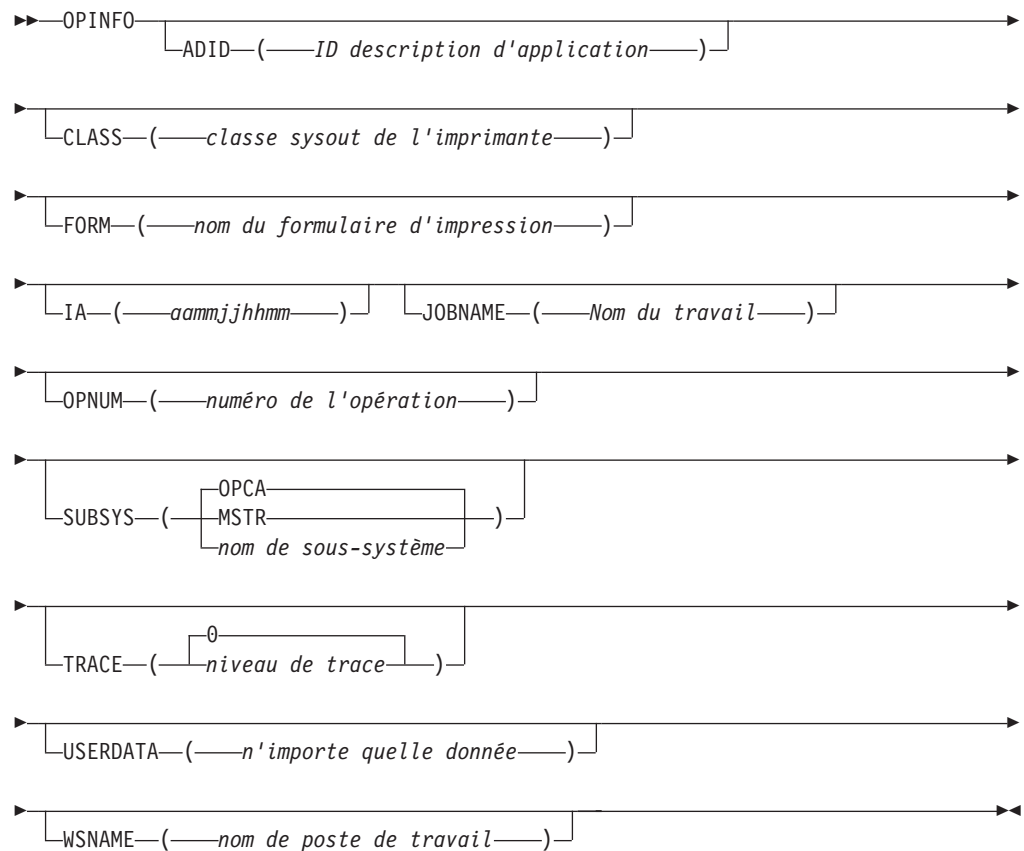 OPINFO
ADID ( ID description d'application )
CLASS ( classe sysout de l'imprimante )
FORM ( nom du formulaire d'impression )
IA ( aammjjhhmm ) JOBNAME ( Nom du travail )
OPNUM ( numéro de l'opération )
OPCA
SUBSYS ( MSTR )
nom de sous-système
0
TRACE ( niveau de trace )
USERDATA ( n'importe quelle donnée )
WSNAME ( nom de poste de travail )